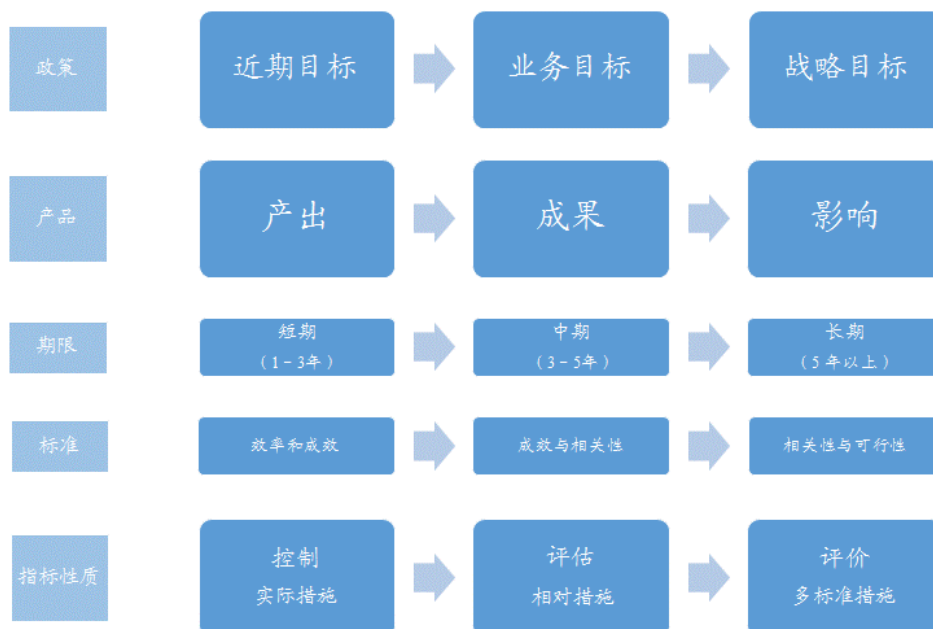 政策
近期目标
业务目标
战略目标
产品
产出
成果
影响
期限
短期
（1-3年）
中期
（3-5年）
长期
（5年以上）
标准
效率和成效
成效与相关性
相关性与可行性
指标性质
控制
实际措施
评估
相对措施
评价
多标准措施